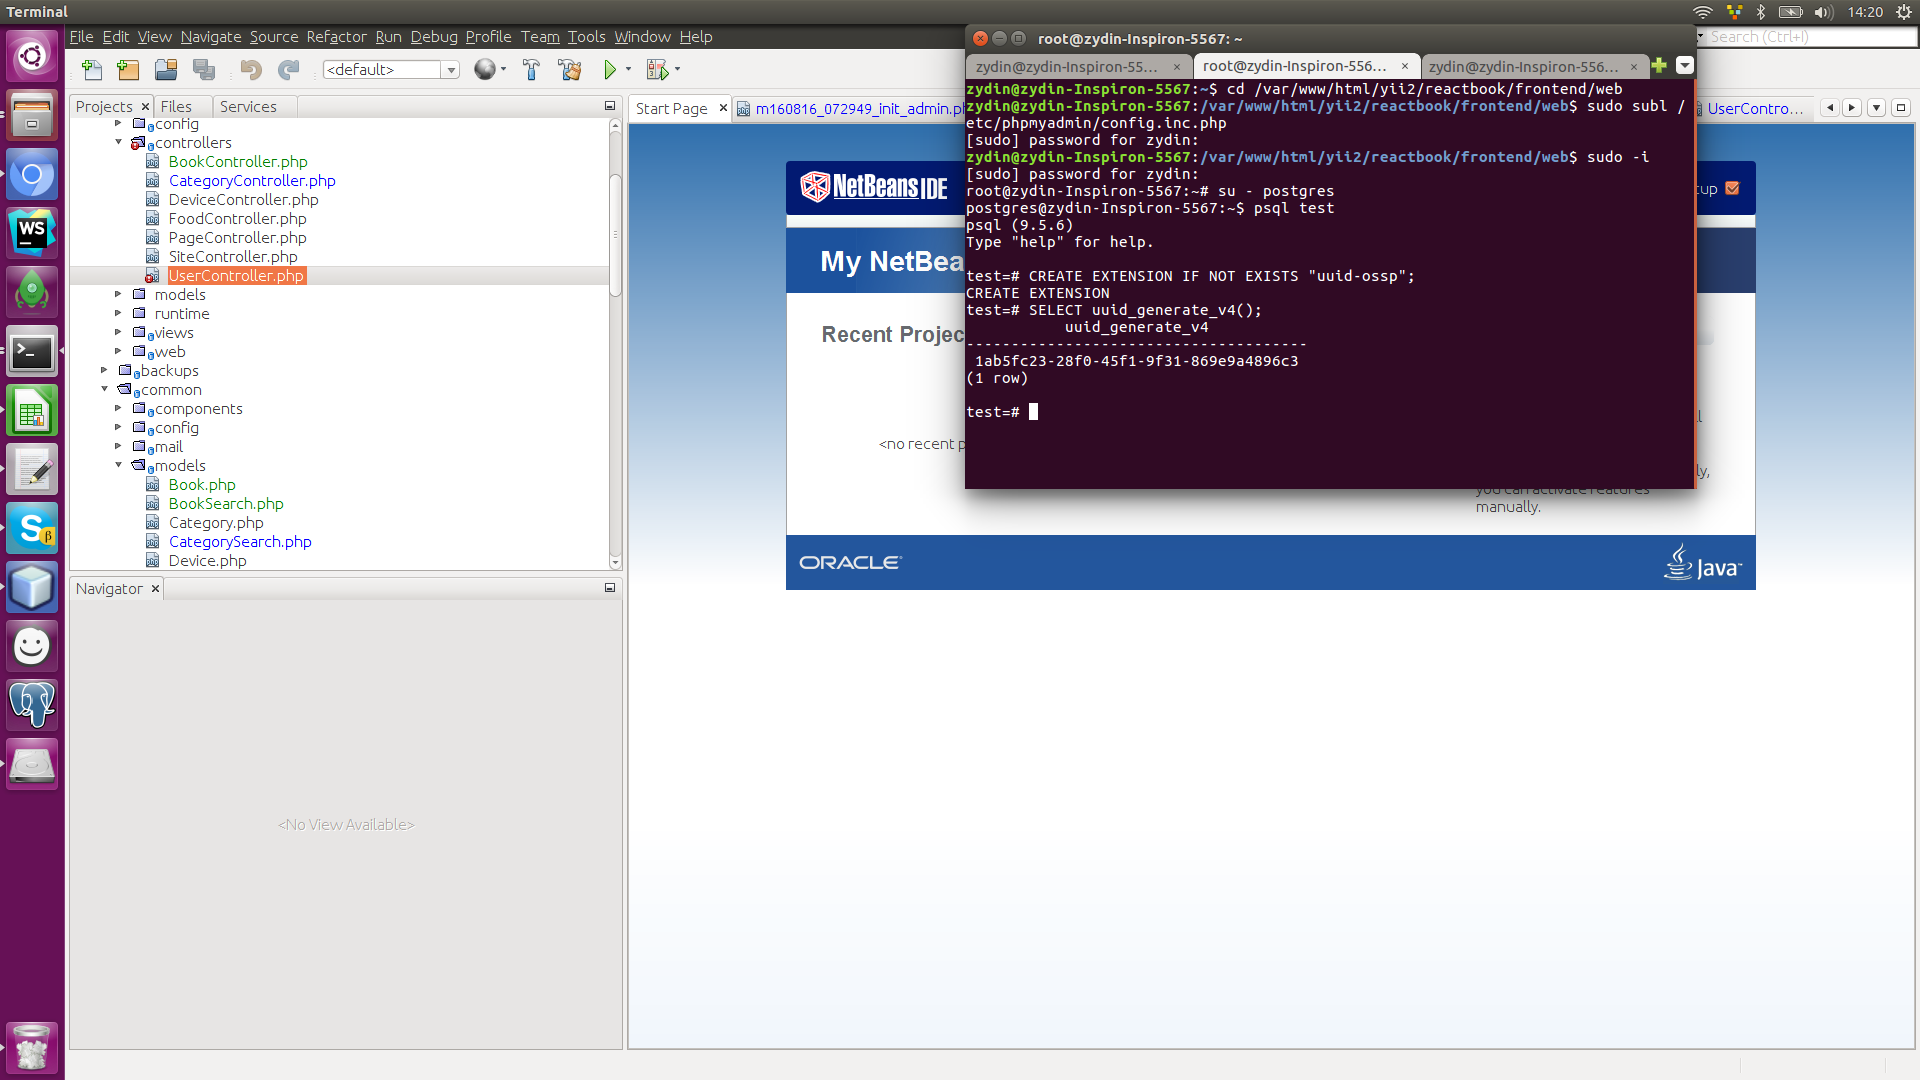 Terminal
14:20
File Edit View Navigate Source Refactor Run Debug Profile Team Tools Window Help
Search (Ctrl+I)
<default>
Projects Files Services
config
controllers
BookController.php
CategoryController.php
DeviceController.php
FoodController.php
PageController.php
SiteController.php
UserController.php
models
runtime
views
web
backups
common
components
config
mail
models
Book.php
BookSearch.php
Category.php
CategorySearch.php
Device.php
Navigator
<No View Available>
Start Page m160816_072949_init_admin.p UserContro...
NetBeans IDE
My NetBea
Recent Projec
<no recent p
you can activate features
manually.
ORACLE
Java
root@zydin-Inspiron-5567: ~
zydin@zydin-Inspiron-55... root@zydin-Inspiron-556... zydin@zydin-Inspiron-556...
zydin@zydin-Inspiron-5567:~$ cd /var/www/html/yii2/reactbook/frontend/web
zydin@zydin-Inspiron-5567:/var/www/html/yii2/reactbook/frontend/web$ sudo subl /
etc/phpmyadmin/config.inc.php
[sudo] password for zydin:
zydin@zydin-Inspiron-5567:/var/www/html/yii2/reactbook/frontend/web$ sudo -i
[sudo] password for zydin:
root@zydin-Inspiron-5567:~# su - postgres
postgres@zydin-Inspiron-5567:~$ psql test
psql (9.5.6)
Type "help" for help.
test=# CREATE EXTENSION IF NOT EXISTS "uuid-ossp";
CREATE EXTENSION
test=# SELECT uuid_generate_v4();
uuid_generate_v4
--------------------------------------
1ab5fc23-28f0-45f1-9f31-869e9a4896c3
(1 row)
test=#
WS